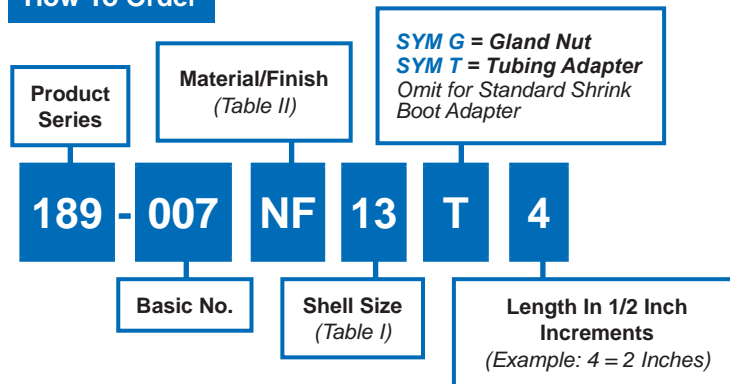 How To Order
SYM G = Gland Nut
SYM T = Tubing Adapter
Omit for Standard Shrink
Boot Adapter
Material/Finish
(Table II)
Product
Series
189 - 007 NF 13 T 4
Basic No.
Shell Size
(Table I)
Length In 1/2 Inch
Increments
(Example: 4 = 2 Inches)